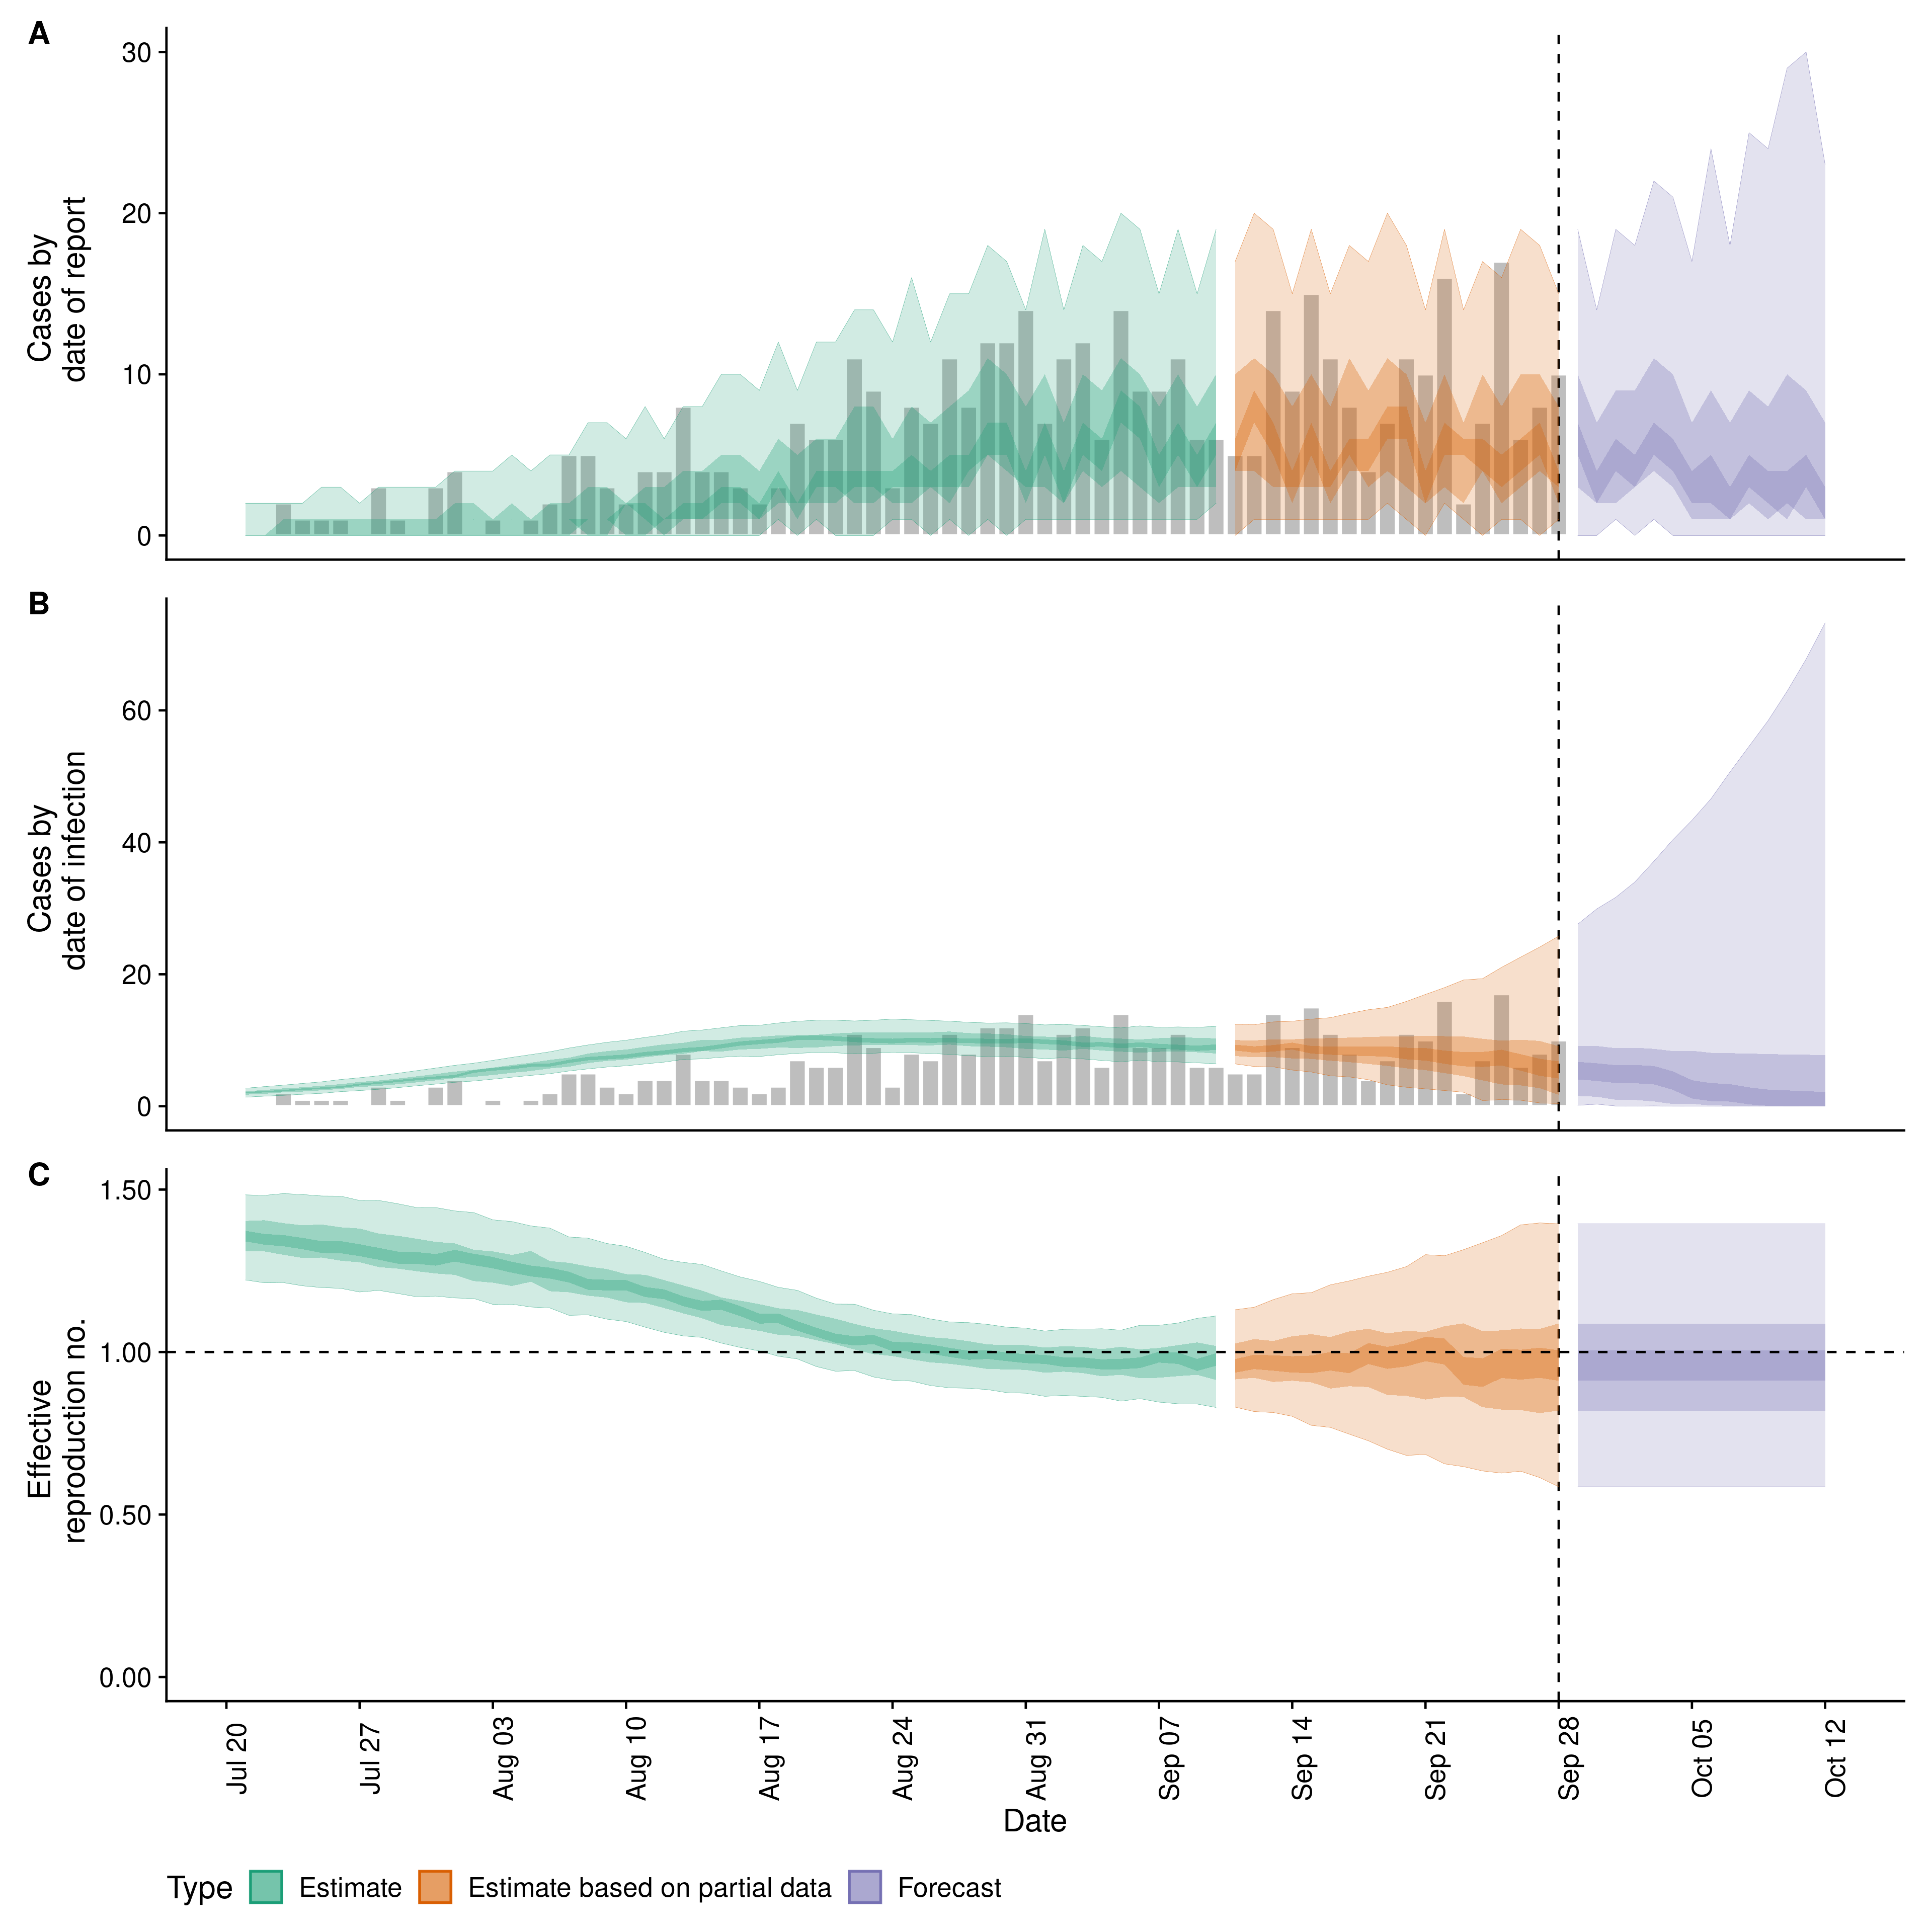 A
Cases by
date of report
30
20
10
0
B
Cases by
date of infection
60
40
20
0
C
Effective
reproduction no.
1.50
1.00
0.50
0.00
Jul 20
Jul 27
Aug 03
Aug 10
Aug 17
Aug 24
Aug 31
Sep 07
Sep 14
Sep 21
Sep 28
Oct 05
Oct 12
Date
Type
Estimate
Estimate based on partial data
Forecast